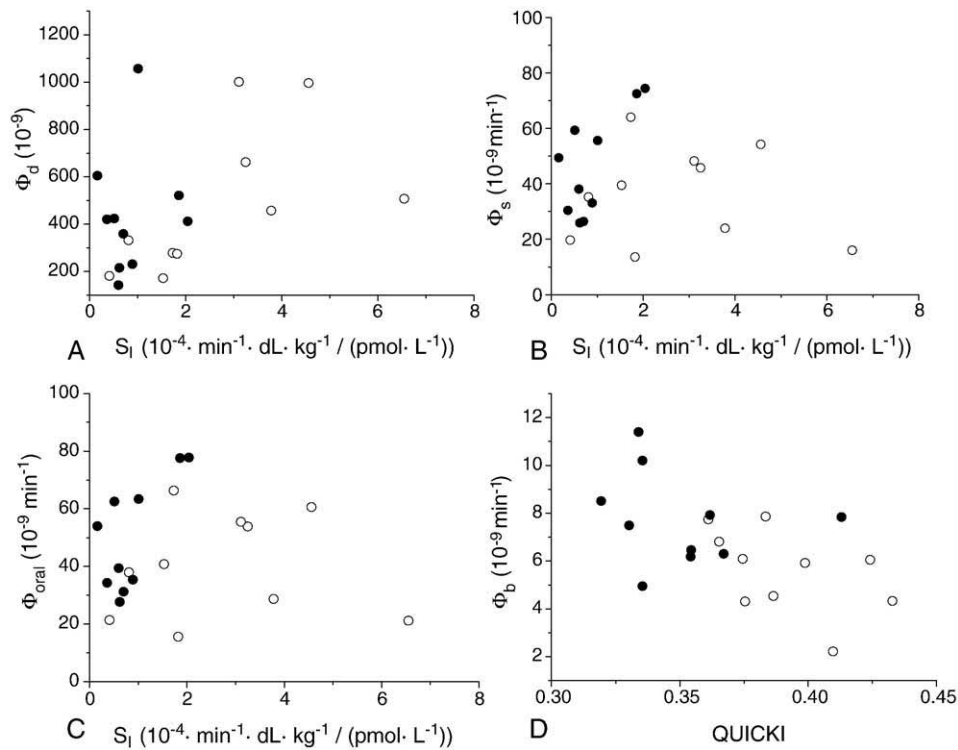 1000
800
600
400
200
Φd (10-9)
0 2 4 6 8
A SI (10-4· min-1· dL· kg-1 / (pmol· L-1))
100
80
60
40
20
0
Φs (10-9min-1)
0 2 4 6 8
B SI (10-4· min-1· dL· kg-1 / (pmol· L-1))
100
80
60
40
20
0
Φoral (10-9 min-1)
0 2 4 6 8
C SI (10-4· min-1· dL· kg-1 / (pmol· L-1))
12
10
8
6
4
2
Φb (10-9 min-1)
0.30 0.35 0.40 0.45
D QUICKI